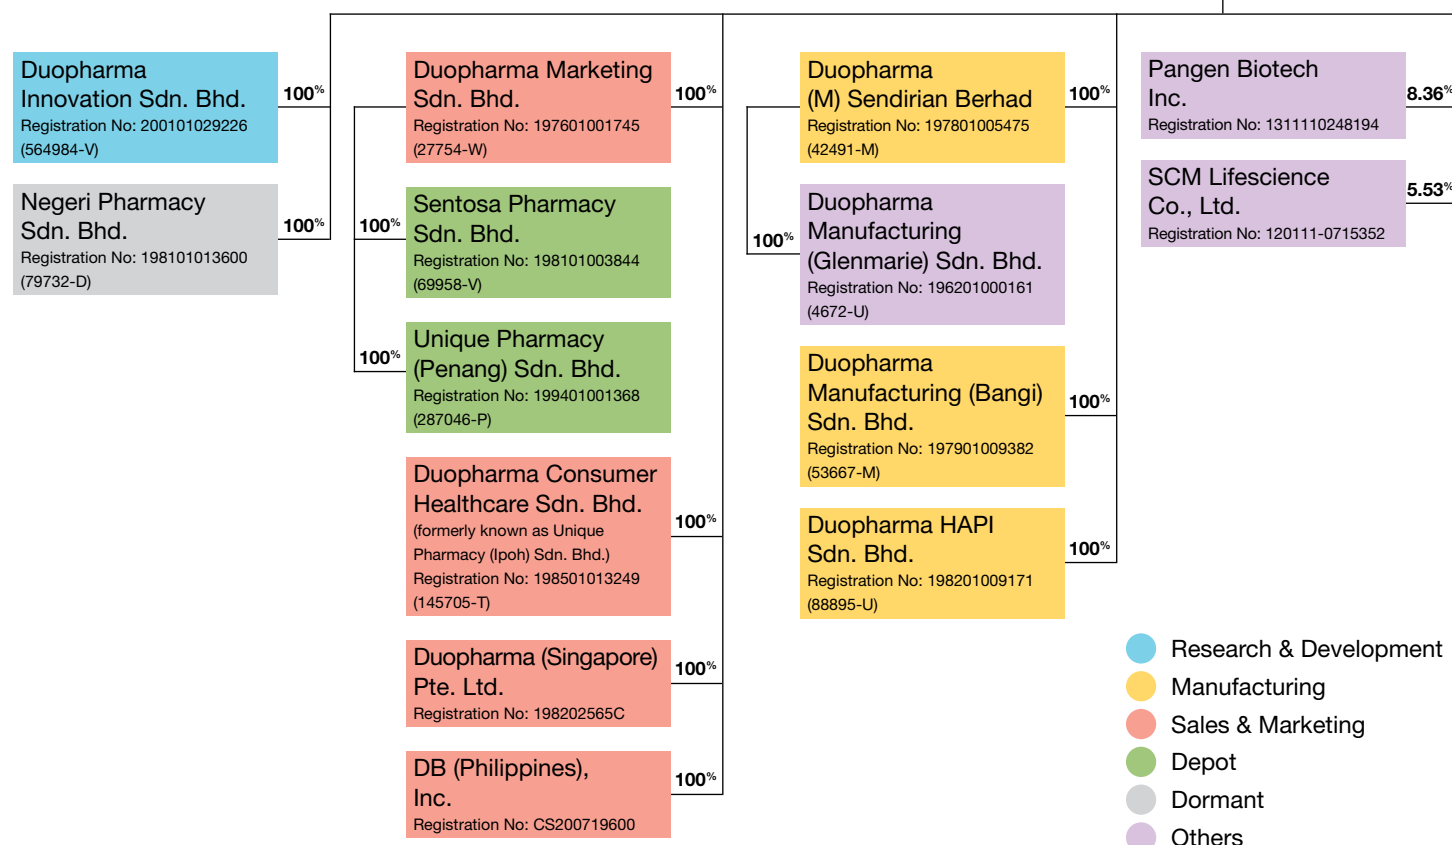 Duopharma
Innovation Sdn. Bhd.
Registration No: 200101029226
(564984-V)
100%
Negeri Pharmacy
Sdn. Bhd.
Registration No: 198101013600
(79732-D)
100%
Duopharma Marketing
Sdn. Bhd.
Registration No: 197601001745
(27754-W)
100%
100%
Sentosa Pharmacy
Sdn. Bhd.
Registration No: 198101003844
(69958-V)
100%
Unique Pharmacy
(Penang) Sdn. Bhd.
Registration No: 199401001368
(287046-P)
Duopharma Consumer
Healthcare Sdn. Bhd.
(formerly known as Unique
Pharmacy (Ipoh) Sdn. Bhd.)
Registration No: 198501013249
(145705-T)
100%
Duopharma (Singapore)
Pte. Ltd.
Registration No: 198202565C
100%
DB (Philippines),
Inc.
Registration No: CS200719600
100%
Duopharma
(M) Sendirian Berhad
Registration No: 197801005475
(42491-M)
100%
100%
Duopharma
Manufacturing
(Glenmarie) Sdn. Bhd.
Registration No: 196201000161
(4672-U)
Duopharma
Manufacturing (Bangi)
Sdn. Bhd.
Registration No: 197901009382
(53667-M)
100%
Duopharma HAPI
Sdn. Bhd.
Registration No: 198201009171
(88895-U)
100%
Pangen Biotech
Inc.
Registration No: 1311110248194
8.36%
SCM Lifescience
Co., Ltd.
Registration No: 120111-0715352
5.53%
Research & Development
Manufacturing
Sales & Marketing
Depot
Dormant
Others